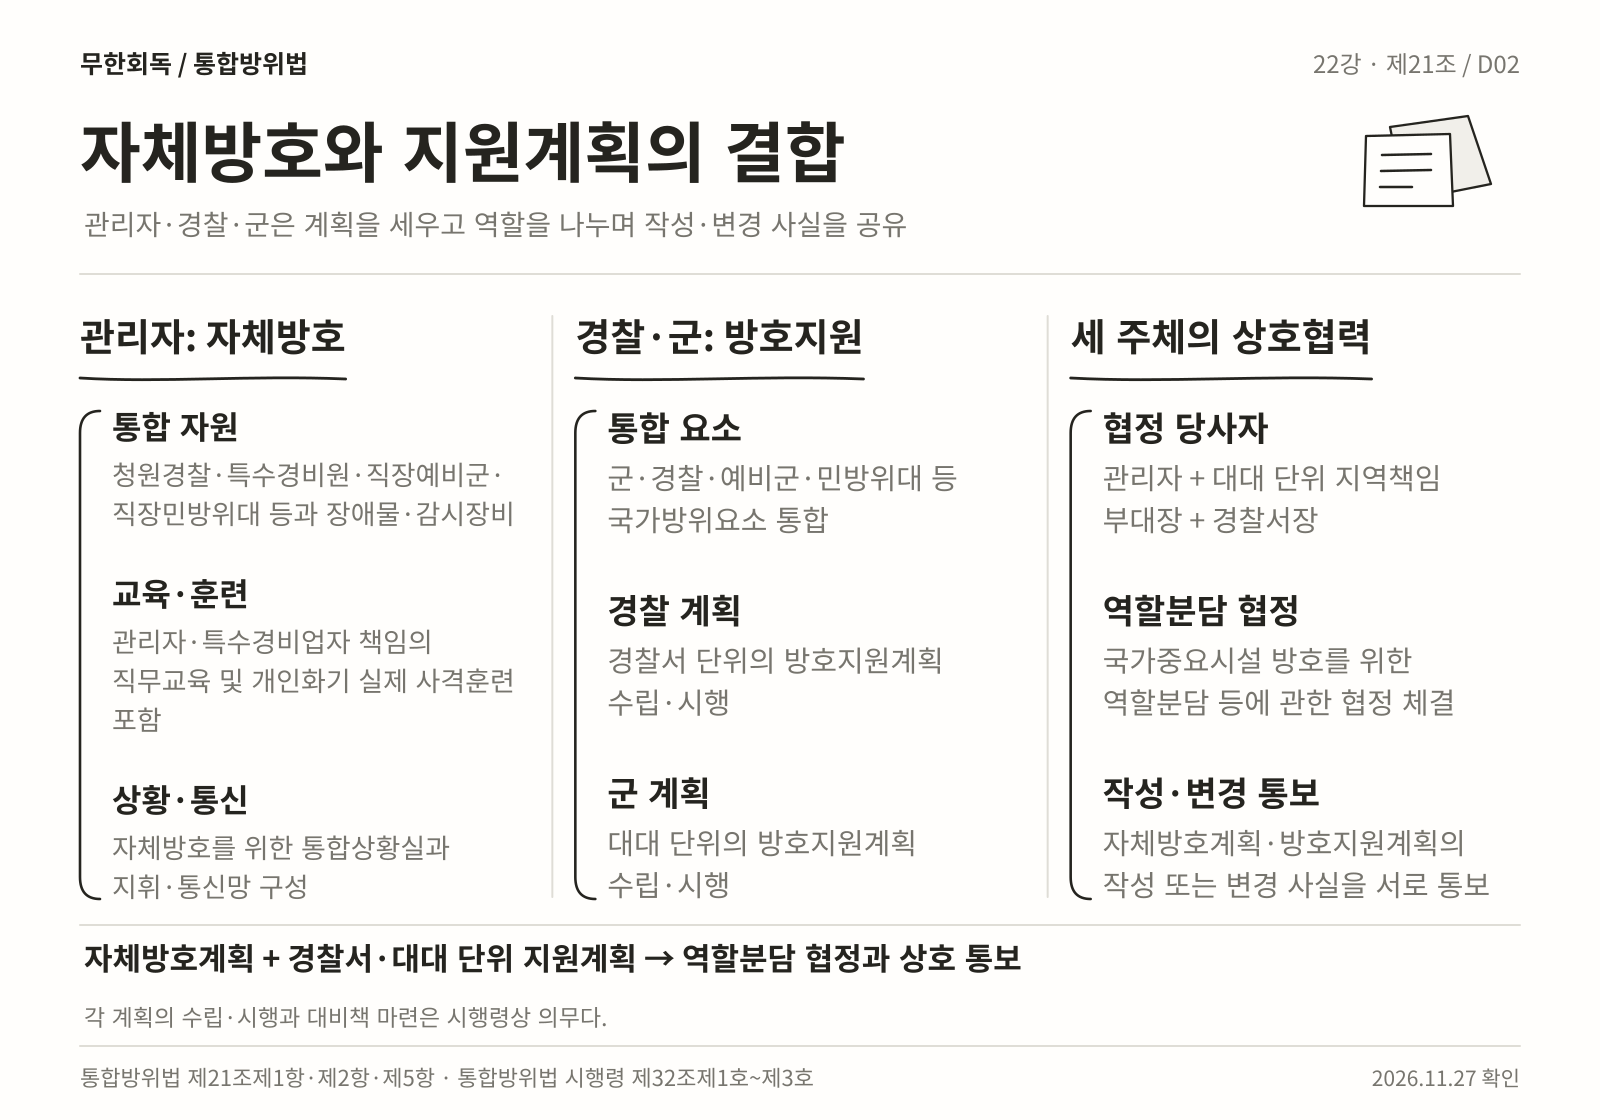 무한회독 / 통합방위법
22강 · 제21조 / D02
자체방호와 지원계획의 결합
관리자·경찰·군은 계획을 세우고 역할을 나누며 작성·변경 사실을 공유
관리자: 자체방호
통합 자원
청원경찰·특수경비원·직장예비군·
직장민방위대 등과 장애물·감시장비
교육·훈련
관리자·특수경비업자 책임의
직무교육 및 개인화기 실제 사격훈련
포함
상황·통신
자체방호를 위한 통합상황실과
지휘·통신망 구성
경찰·군: 방호지원
통합 요소
군·경찰·예비군·민방위대 등
국가방위요소 통합
경찰 계획
경찰서 단위의 방호지원계획
수립·시행
군 계획
대대 단위의 방호지원계획
수립·시행
세 주체의 상호협력
협정 당사자
관리자 + 대대 단위 지역책임
부대장 + 경찰서장
역할분담 협정
국가중요시설 방호를 위한
역할분담 등에 관한 협정 체결
작성·변경 통보
자체방호계획·방호지원계획의
작성 또는 변경 사실을 서로 통보
자체방호계획 + 경찰서·대대 단위 지원계획 → 역할분담 협정과 상호 통보
각 계획의 수립·시행과 대비책 마련은 시행령상 의무다.
통합방위법 제21조제1항·제2항·제5항 · 통합방위법 시행령 제32조제1호~제3호
2026.11.27 확인